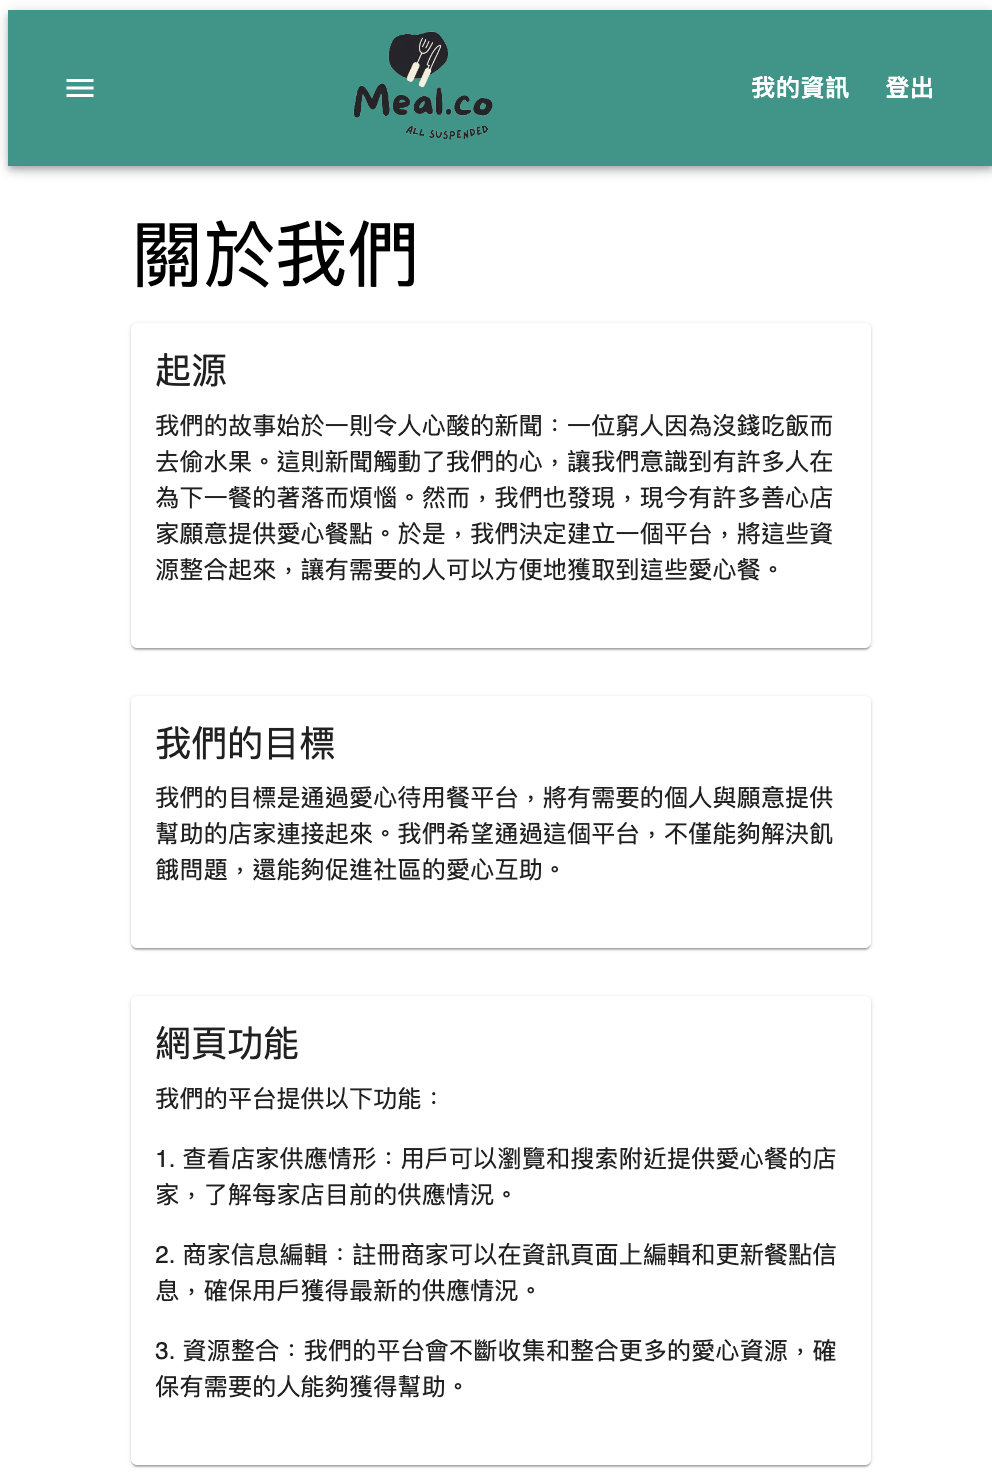 Meal.co
ALL SUSPENDED
我的資訊 登出
關於我們
起源
我們的故事始於一則令人心酸的新聞：一位窮人因為沒錢吃飯而
去偷水果。這則新聞觸動了我們的心，讓我們意識到有許多人在
為下一餐的著落而煩惱。然而，我們也發現，現今有許多善心店
家願意提供愛心餐點。於是，我們決定建立一個平台，將這些資
源整合起來，讓有需要的人可以方便地獲取到這些愛心餐。
我們的目標
我們的目標是通過愛心待用餐平台，將有需要的個人與願意提供
幫助的店家連接起來。我們希望通過這個平台，不僅能夠解決飢
餓問題，還能夠促進社區的愛心互助。
網頁功能
我們的平台提供以下功能：
1. 查看店家供應情形：用戶可以瀏覽和搜索附近提供愛心餐的店
家，了解每家店目前的供應情況。
2. 商家信息編輯：註冊商家可以在資訊頁面上編輯和更新餐點信
息，確保用戶獲得最新的供應情況。
3. 資源整合：我們的平台會不斷收集和整合更多的愛心資源，確
保有需要的人能夠獲得幫助。